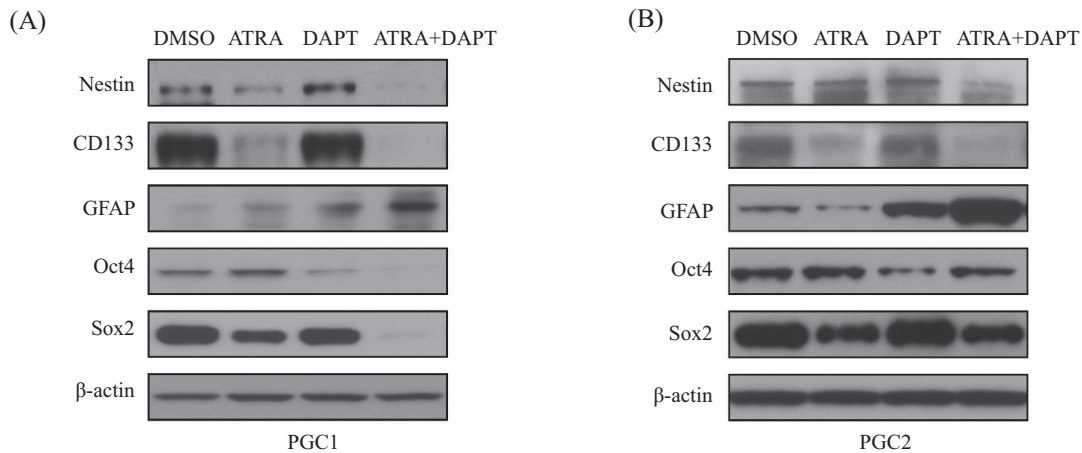 (A)
DMSO ATRA DAPT ATRA+DAPT
Nestin
CD133
GFAP
Oct4
Sox2
β-actin
PGC1
(B)
DMSO ATRA DAPT ATRA+DAPT
Nestin
CD133
GFAP
Oct4
Sox2
β-actin
PGC2